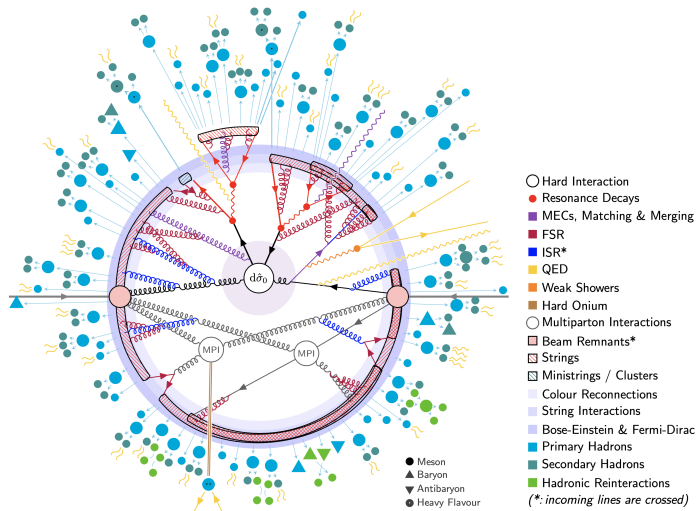 dσ̂₀
MPI
MPI
Hard Interaction
Resonance Decays
MECs, Matching & Merging
FSR
ISR*
QED
Weak Showers
Hard Onium
Multiparton Interactions
Beam Remnants*
Strings
Ministrings / Clusters
Colour Reconnections
String Interactions
Bose-Einstein & Fermi-Dirac
Primary Hadrons
Secondary Hadrons
Hadronic Reinteractions
(*: incoming lines are crossed)
Meson
Baryon
Antibaryon
Heavy Flavour